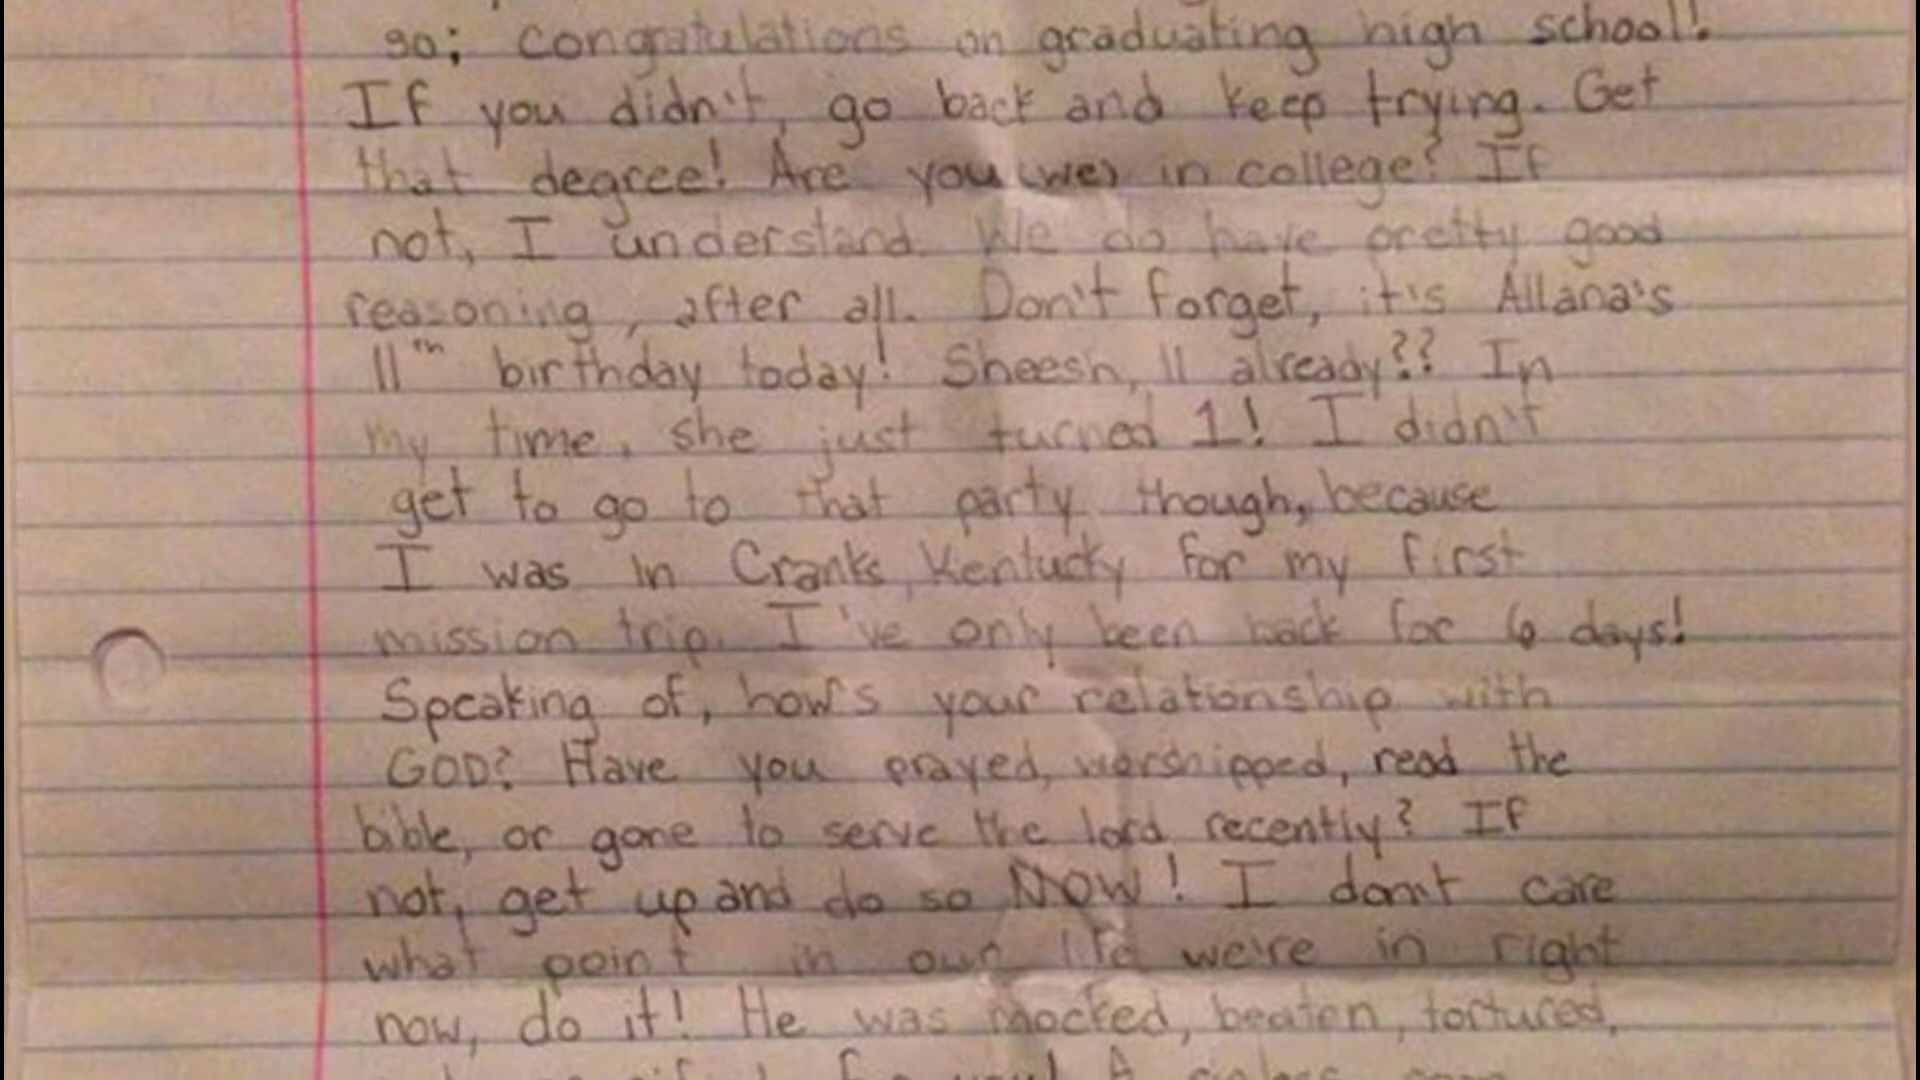 so; congratulations on graduating high school!
If you didn't, go back and keep trying. Get
that degree! Are you (we) in college? If
not, I understand. We do have pretty good
reasoning, after all. Don't forget, it's Allana's
11th birthday today! Sheesh, 11 already?? In
my time, she just turned 1! I didn't
get to go to that party though, because
I was in Cranks, Kentucky for my first
mission trip. I've only been back for 6 days!
Speaking of, how's your relationship with
GOD? Have you prayed, worshipped, read the
bible, or gone to serve the lord recently? If
not, get up and do so NOW! I don't care
what point in our life we're in right
now, do it! He was mocked, beaten, tortured,
for you! A sinless